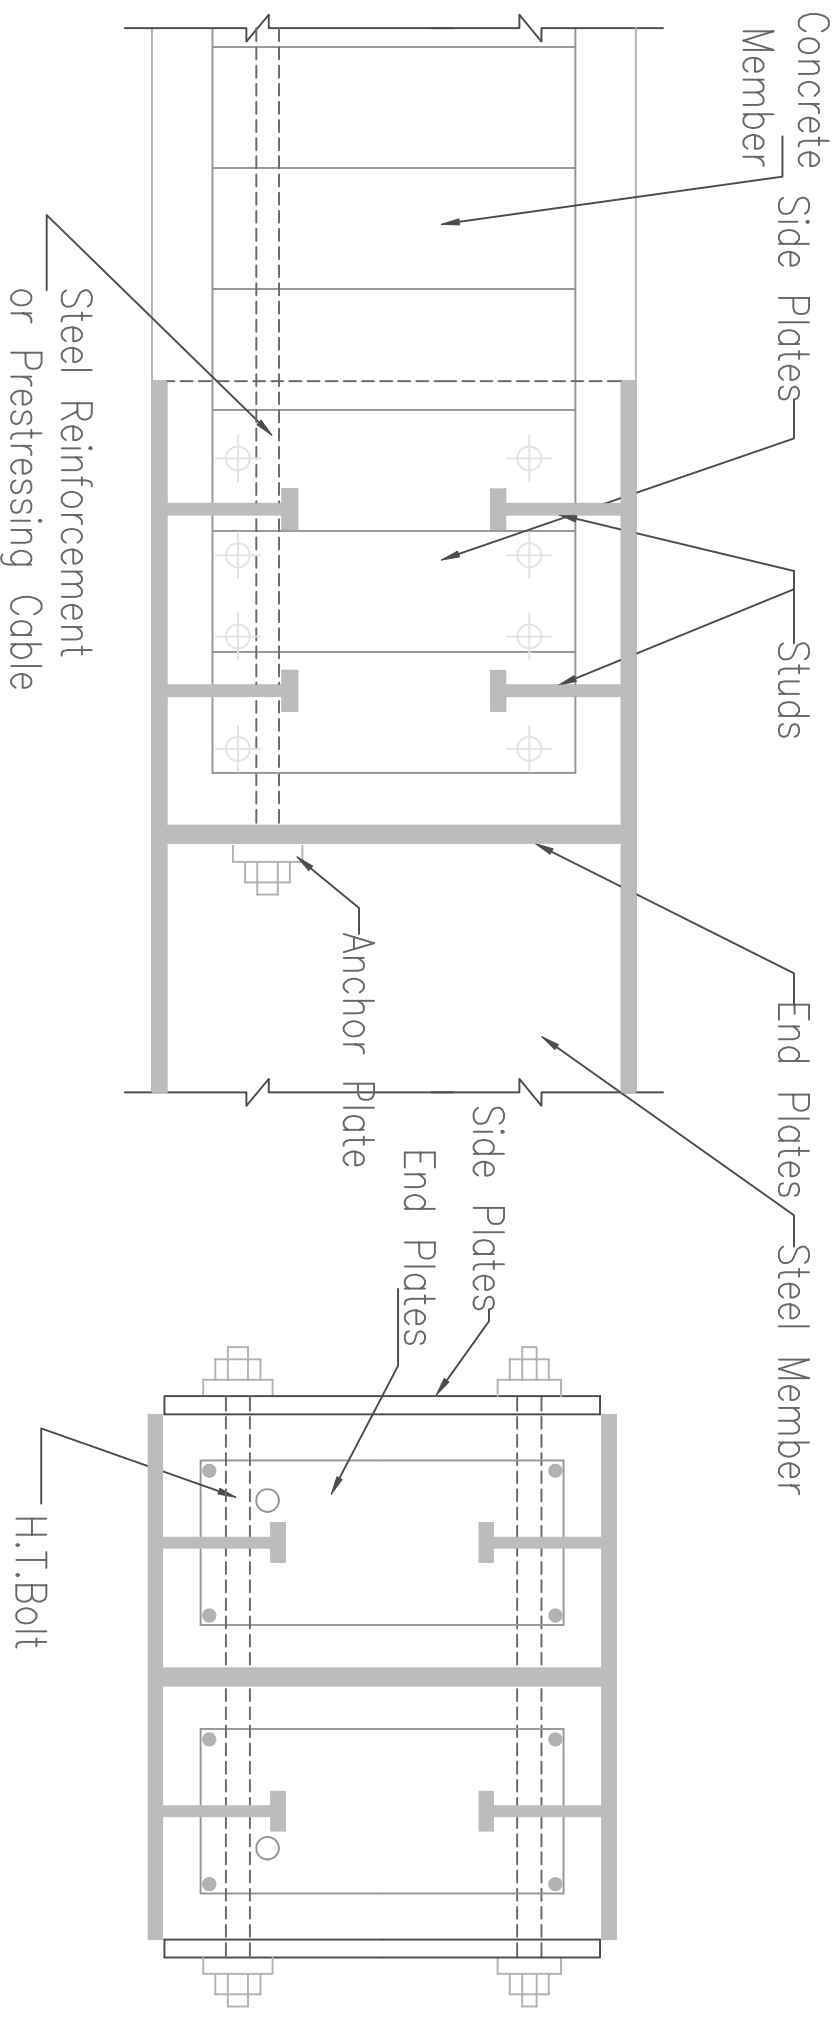 Concrete
Member
Side Plates
Studs
End Plates
Steel Member
Steel Reinforcement
or Prestressing Cable
Anchor Plate
Side Plates
End Plates
H.T.Bolt